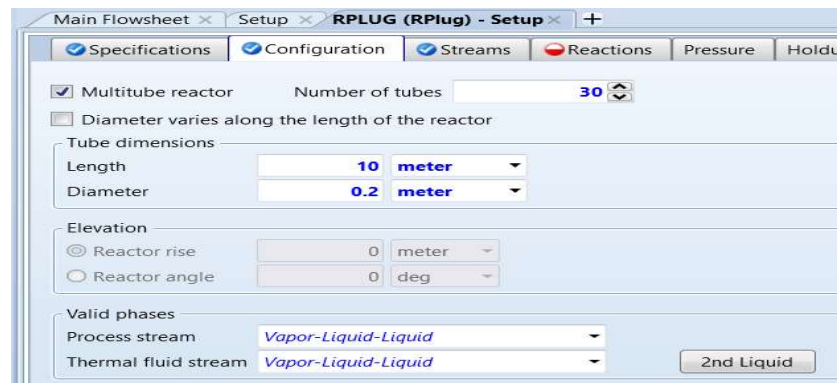 Main Flowsheet × Setup × RPLUG (RPlug) - Setup × +
Specifications Configuration Streams Reactions Pressure Holdu
Multitube reactor Number of tubes 30
Diameter varies along the length of the reactor
Tube dimensions
Length 10 meter
Diameter 0.2 meter
Elevation
Reactor rise 0 meter
Reactor angle 0 deg
Valid phases
Process stream Vapor-Liquid-Liquid
Thermal fluid stream Vapor-Liquid-Liquid 2nd Liquid